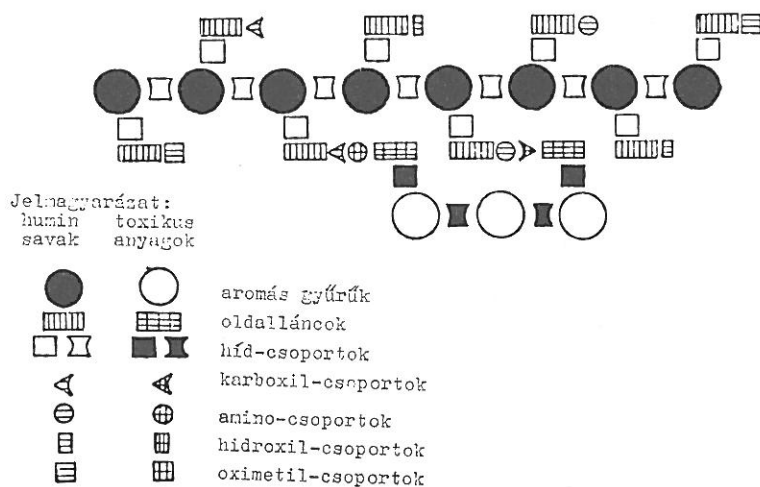 Jelmagyarázat:
humin toxikus
savak anyagok
aromás gyűrűk
oldalláncok
híd-csoportok
karboxil-csoportok
amino-csoportok
hidroxil-csoportok
oximetil-csoportok